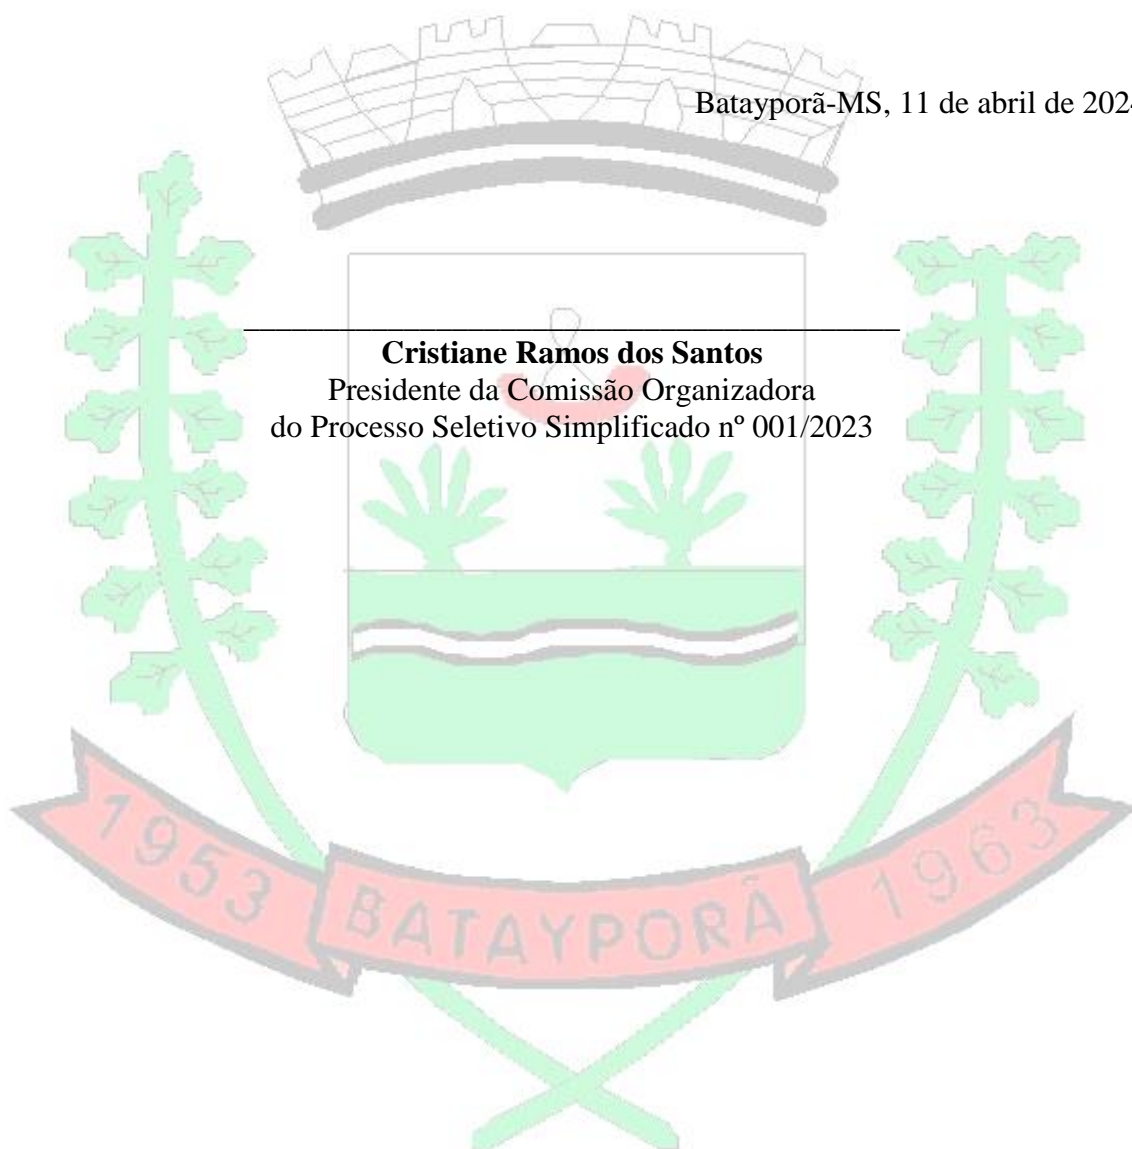 Batayporã-MS, 11 de abril de 202
Cristiane Ramos dos Santos
Presidente da Comissão Organizadora
do Processo Seletivo Simplificado nº 001/2023
1953
BATAYPORÃ
1963